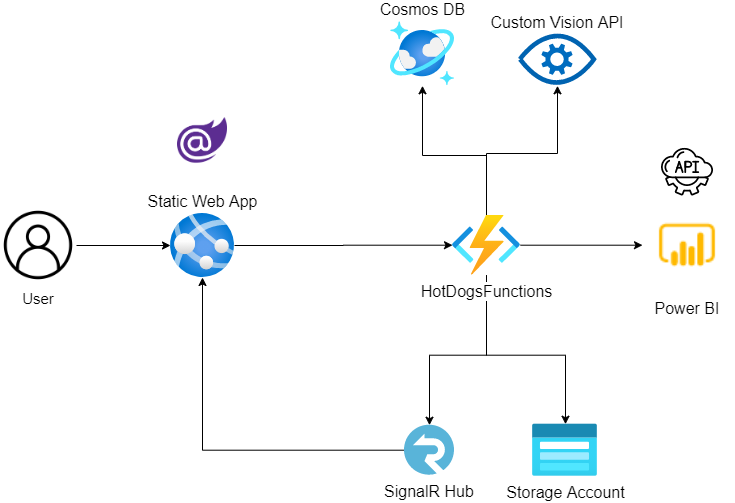 Cosmos DB
Custom Vision API
@
Static Web App
API
User
HotDogsFunctions
Power BI
SignalR Hub
Storage Account